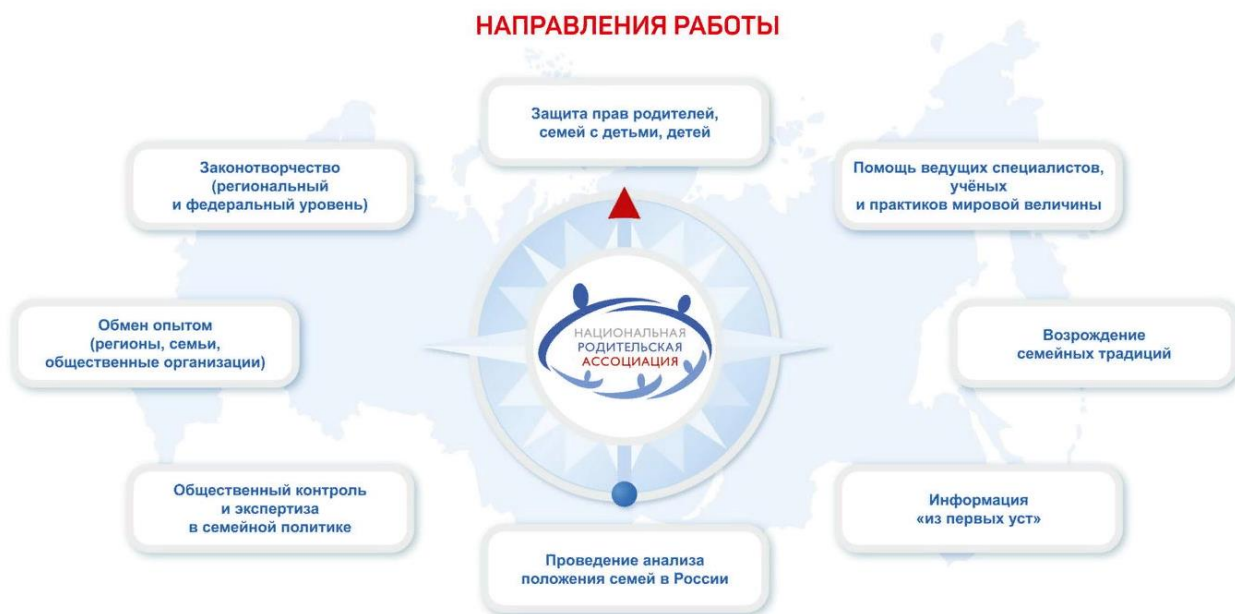 НАПРАВЛЕНИЯ РАБОТЫ
Защита прав родителей,
семей с детьми, детей
Законотворчество
(региональный
и федеральный уровень)
Помощь ведущих специалистов,
учёных
и практиков мировой величины
Обмен опытом
(регионы, семьи,
общественные организации)
НАЦИОНАЛЬНАЯ
РОДИТЕЛЬСКАЯ
АССОЦИАЦИЯ
Возрождение
семейных традиций
Общественный контроль
и экспертиза
в семейной политике
Информация
«из первых уст»
Проведение анализа
положения семей в России